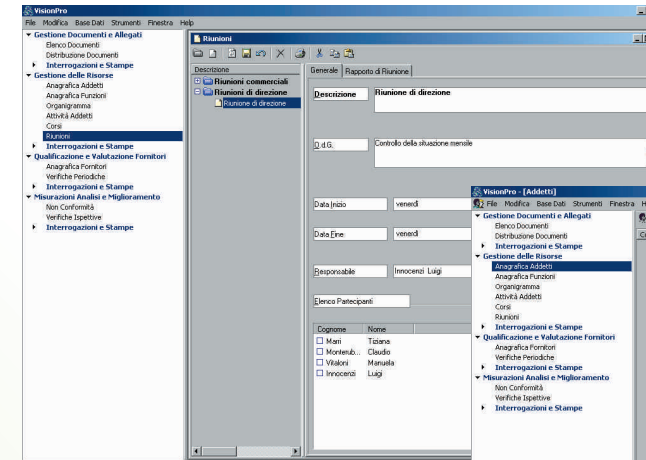 VisionPro
File Modifica Base Dati Strumenti Finestra Help
Gestione Documenti e Allegati
Elenco Documenti
Distribuzione Documenti
Interrogazioni e Stampe
Gestione delle Risorse
Anagrafica Addetti
Anagrafica Funzioni
Organigramma
Attività Addetti
Corsi
Riunioni
Interrogazioni e Stampe
Qualificazione e Valutazione Fornitori
Anagrafica Fornitori
Verifiche Periodiche
Interrogazioni e Stampe
Misurazioni Analisi e Miglioramento
Non Conformità
Verifiche Ispettive
Interrogazioni e Stampe
Riunioni
Descrizione
Riunioni commerciali
Riunioni di direzione
Riunione di direzione
Generale Rapporto di Riunione
Descrizione Riunione di direzione
O.d.G. Controllo della situazione mensile
Data Inizio venerdì
Data Fine venerdì
Responsabile Innocenzi Luigi
Elenco Partecipanti
Cognome Nome
Marri Tiziana
Monterub... Claudio
Vitaloni Manuela
Innocenzi Luigi
VisionPro - [Addetti]
File Modifica Base Dati Strumenti Finestra H
Gestione Documenti e Allegati
Elenco Documenti
Distribuzione Documenti
Interrogazioni e Stampe
Gestione delle Risorse
Anagrafica Addetti
Anagrafica Funzioni
Organigramma
Attività Addetti
Corsi
Riunioni
Interrogazioni e Stampe
Qualificazione e Valutazione Fornitori
Anagrafica Fornitori
Verifiche Periodiche
Interrogazioni e Stampe
Misurazioni Analisi e Miglioramento
Non Conformità
Verifiche Ispettive
Interrogazioni e Stampe